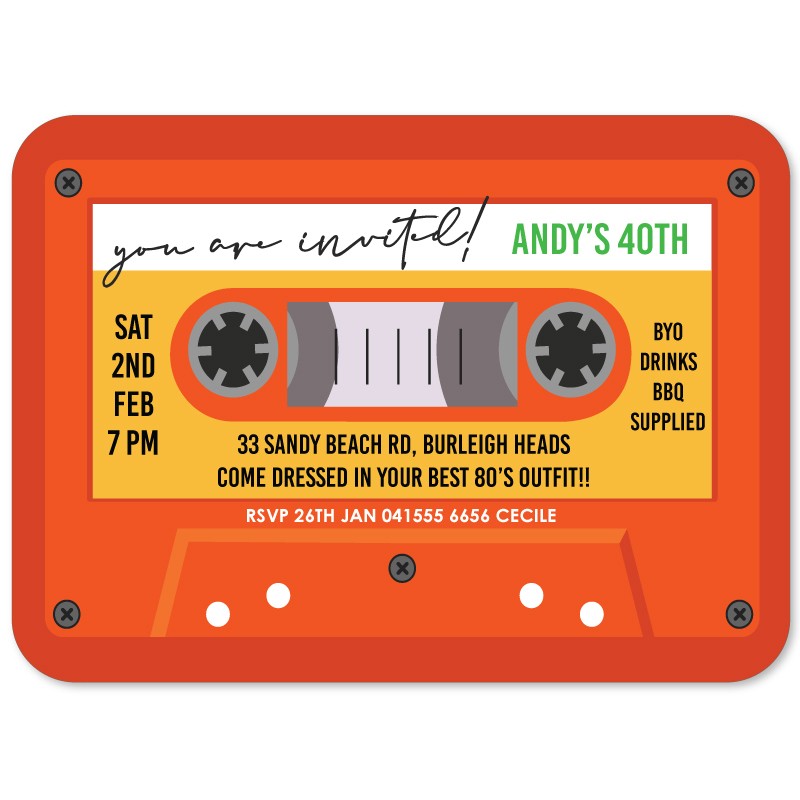 you are invited!
ANDY'S 40TH
SAT
2ND
FEB
7 PM
BYO
DRINKS
BBQ
SUPPLIED
33 SANDY BEACH RD, BURLEIGH HEADS
COME DRESSED IN YOUR BEST 80'S OUTFIT!!
RSVP 26TH JAN 041555 6656 CECILE